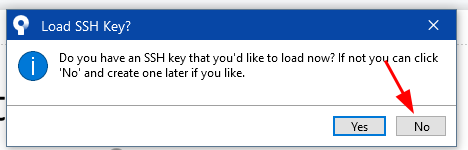 Load SSH Key?
Do you have an SSH key that you'd like to load now? If not you can click
'No' and create one later if you like.
Yes No